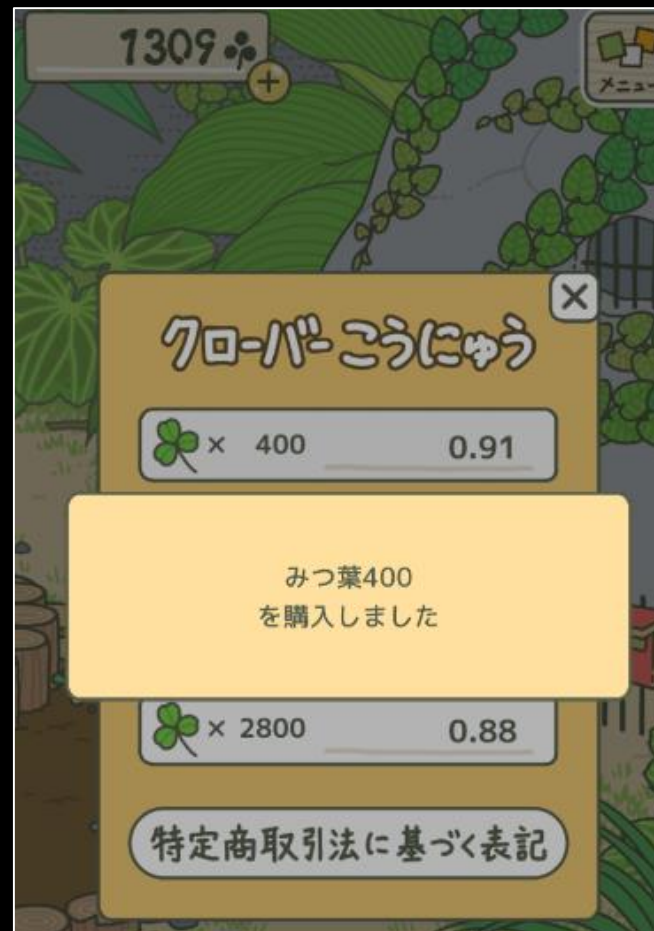 1309
メニュー
クローバーこうにゅう
× 400 0.91
みつ葉400
を購入しました
× 2800 0.88
特定商取引法に基づく表記